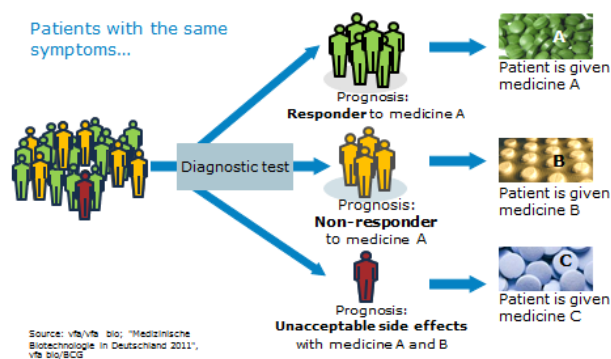 Patients with the same
symptoms...
Diagnostic test
Prognosis:
Responder to medicine A
A
Patient is given
medicine A
Prognosis:
Non-responder
to medicine A
B
Patient is given
medicine B
Prognosis:
Unacceptable side effects
with medicine A and B
C
Patient is given
medicine C
Source: vfa/vfa bio; "Medizinische
Biotechnologie in Deutschland 2011",
vfa bio/BCG